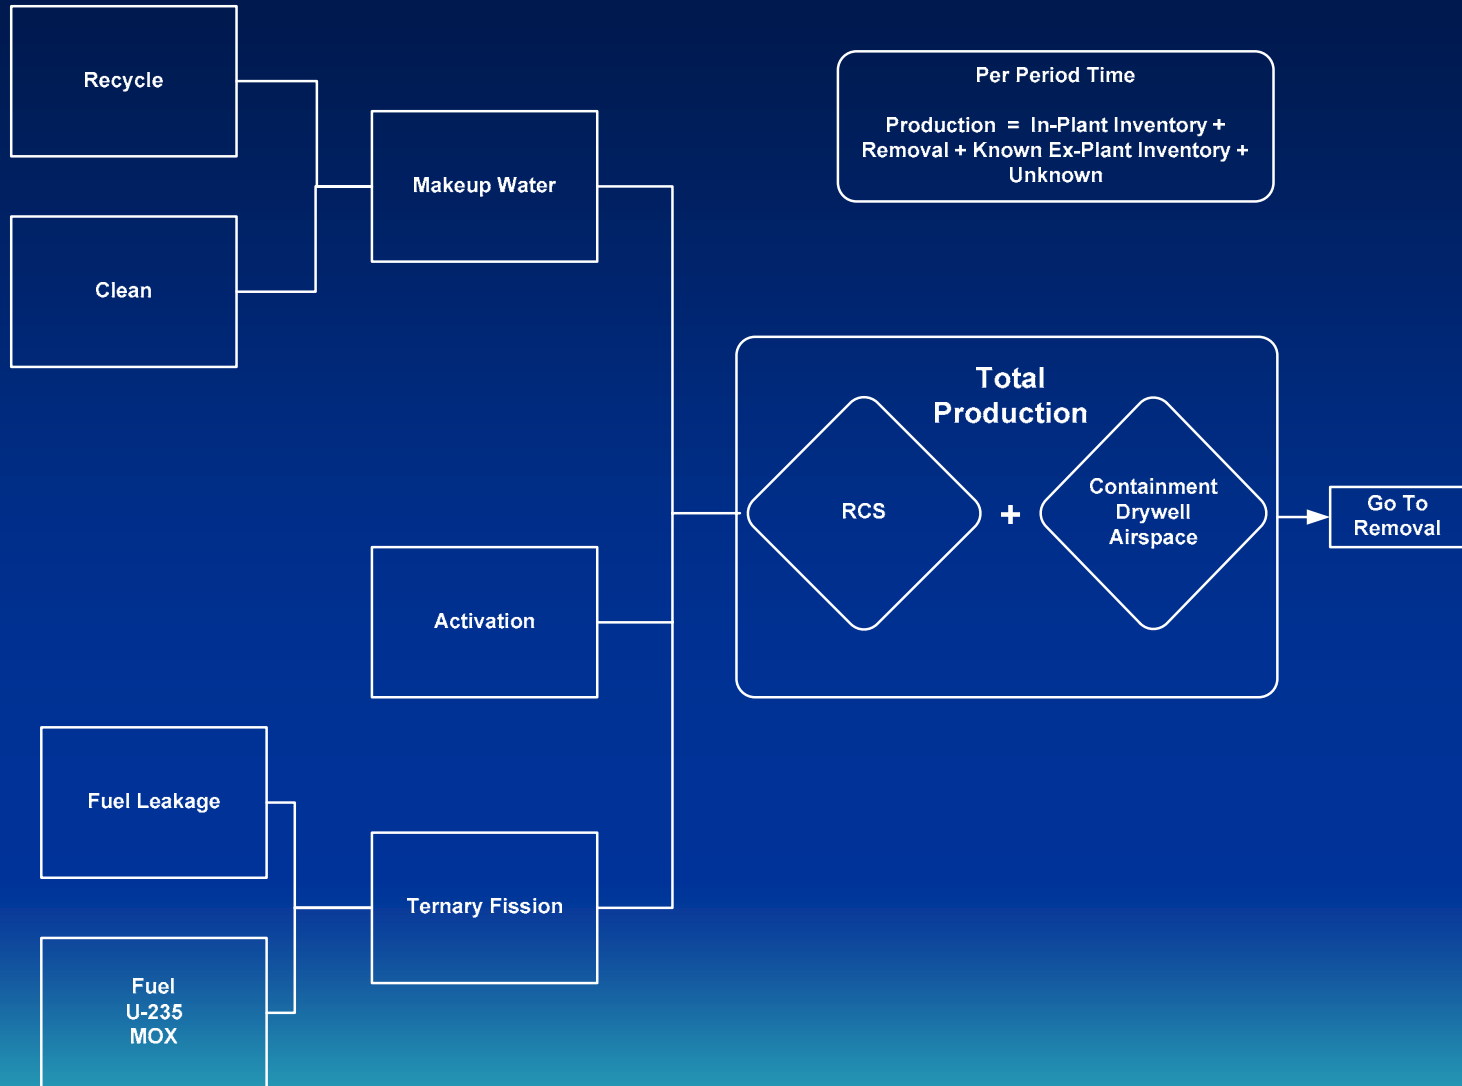 Recycle
Clean
Makeup Water
Per Period Time
Production = In-Plant Inventory +
Removal + Known Ex-Plant Inventory +
Unknown
Total
Production
RCS
+
Containment
Drywell
Airspace
Go To
Removal
Activation
Fuel Leakage
Ternary Fission
Fuel
U-235
MOX